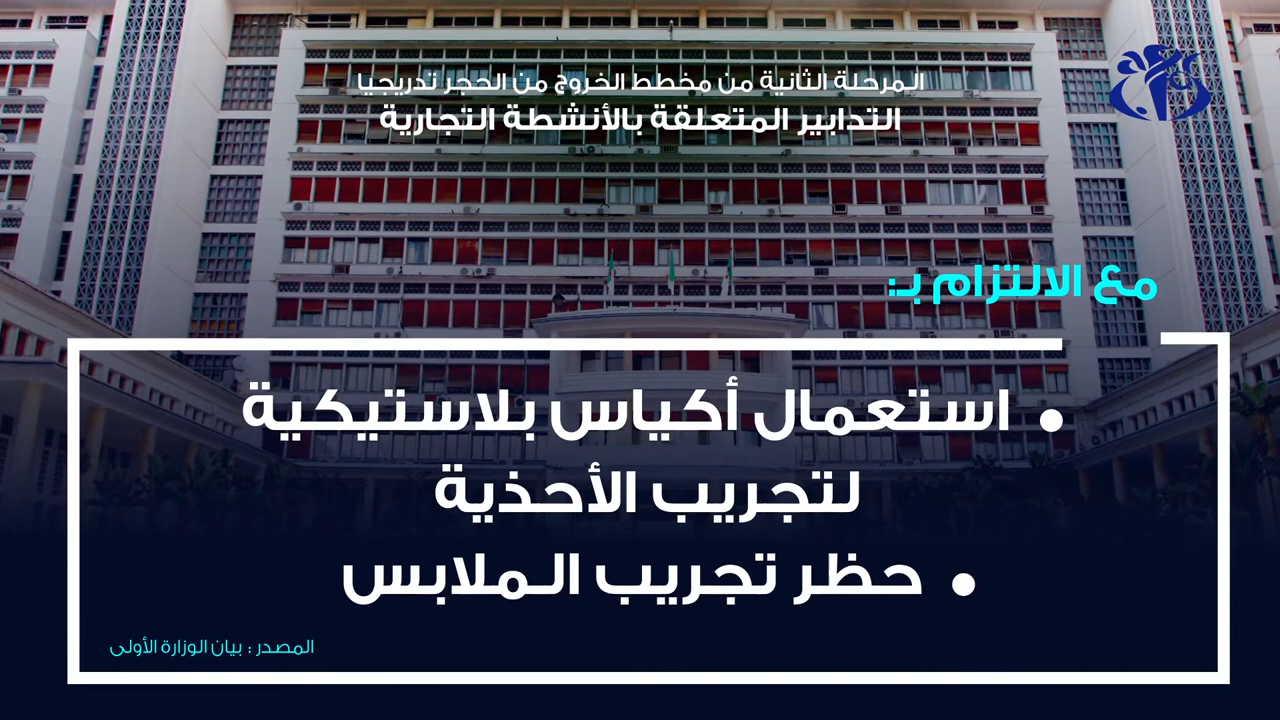 المرحلة الثانية من مخطط الخروج من الحجر تدريجيا
التدابير المتعلقة بالأنشطة التجارية
مع الالتزام بـ:
• استعمال أكياس بلاستيكية
لتجريب الأحذية
• حظر تجريب الملابس
المصدر : بيان الوزارة الأولى